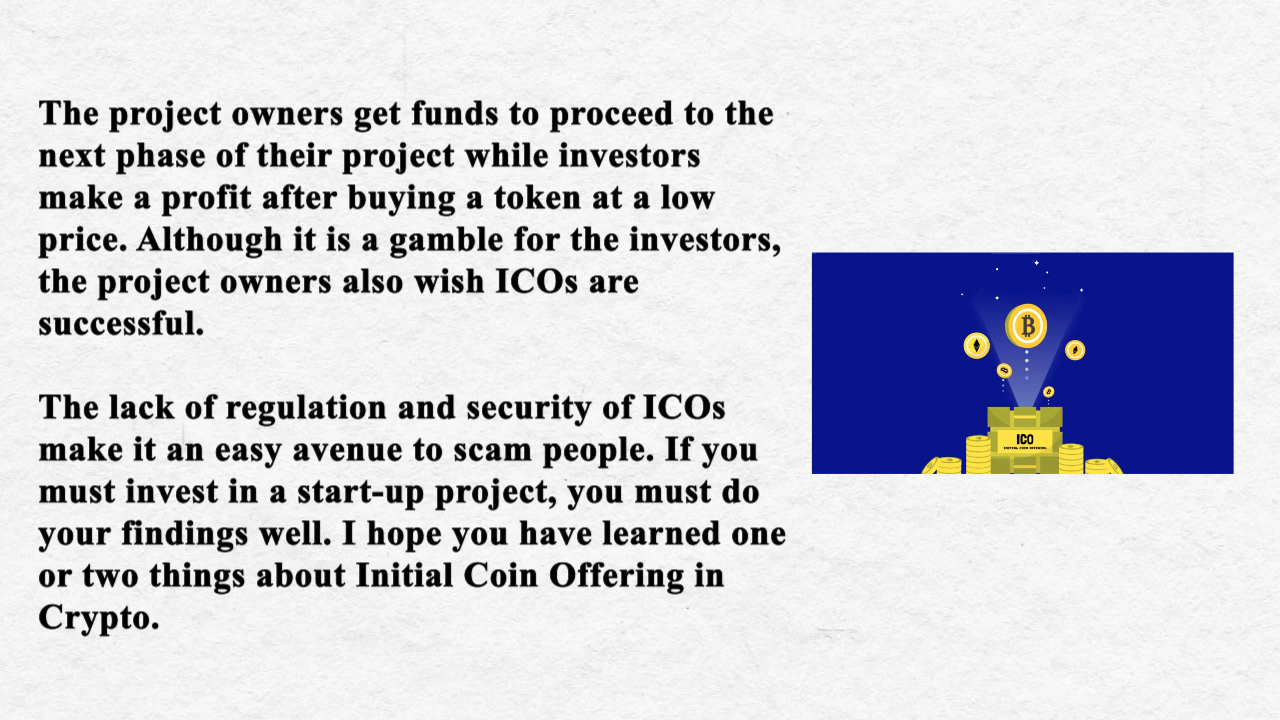 The project owners get funds to proceed to the
next phase of their project while investors
make a profit after buying a token at a low
price. Although it is a gamble for the investors,
the project owners also wish ICOs are
successful.
The lack of regulation and security of ICOs
make it an easy avenue to scam people. If you
must invest in a start-up project, you must do
your findings well. I hope you have learned one
or two things about Initial Coin Offering in
Crypto.
ICO
INITIAL COIN OFFERING